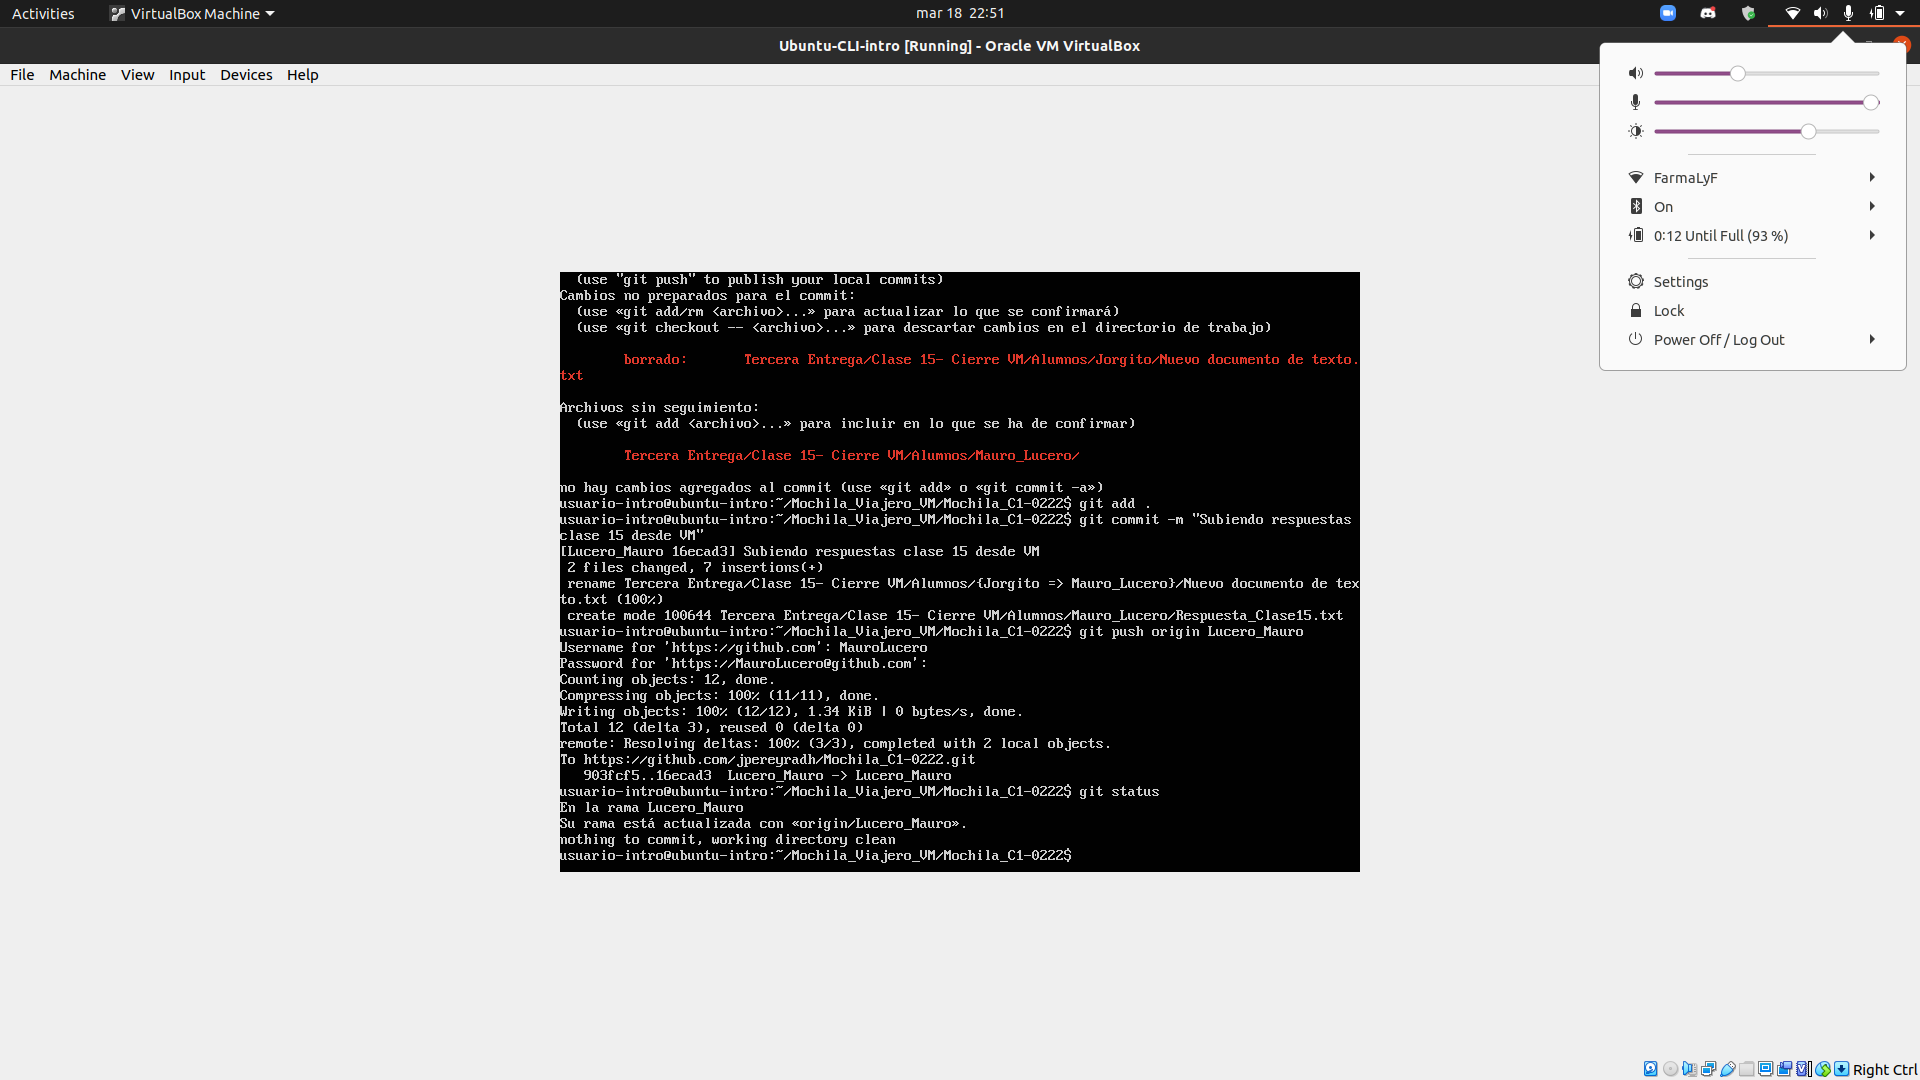 Activities
VirtualBox Machine
mar 18 22:51
Ubuntu-CLI-intro [Running] - Oracle VM VirtualBox
File Machine View Input Devices Help
FarmaLyF
On
0:12 Until Full (93 %)
Settings
Lock
Power Off / Log Out
(use "git push" to publish your local commits)
Cambios no preparados para el commit:
(use «git add/rm <archivo>...» para actualizar lo que se confirmará)
(use «git checkout -- <archivo>...» para descartar cambios en el directorio de trabajo)
borrado: Tercera Entrega/Clase 15- Cierre VM/Alumnos/Jorgito/Nuevo documento de texto.
txt
Archivos sin seguimiento:
(use «git add <archivo>...» para incluir en lo que se ha de confirmar)
Tercera Entrega/Clase 15- Cierre VM/Alumnos/Mauro_Lucero/
no hay cambios agregados al commit (use «git add» o «git commit -a»)
usuario-intro@ubuntu-intro:~/Mochila_Viajero_VM/Mochila_C1-0222$ git add .
usuario-intro@ubuntu-intro:~/Mochila_Viajero_VM/Mochila_C1-0222$ git commit -m "Subiendo respuestas
clase 15 desde VM"
[Lucero_Mauro 16ecad3] Subiendo respuestas clase 15 desde VM
2 files changed, 7 insertions(+)
rename Tercera Entrega/Clase 15- Cierre VM/Alumnos/{Jorgito => Mauro_Lucero}/Nuevo documento de tex
to.txt (100%)
create mode 100644 Tercera Entrega/Clase 15- Cierre VM/Alumnos/Mauro_Lucero/Respuesta_Clase15.txt
usuario-intro@ubuntu-intro:~/Mochila_Viajero_VM/Mochila_C1-0222$ git push origin Lucero_Mauro
Username for 'https://github.com': MauroLucero
Password for 'https://MauroLucero@github.com':
Counting objects: 12, done.
Compressing objects: 100% (11/11), done.
Writing objects: 100% (12/12), 1.34 KiB | 0 bytes/s, done.
Total 12 (delta 3), reused 0 (delta 0)
remote: Resolving deltas: 100% (3/3), completed with 2 local objects.
To https://github.com/jpereyradh/Mochila_C1-0222.git
903fcf5..16ecad3 Lucero_Mauro -> Lucero_Mauro
usuario-intro@ubuntu-intro:~/Mochila_Viajero_VM/Mochila_C1-0222$ git status
En la rama Lucero_Mauro
Su rama está actualizada con «origin/Lucero_Mauro».
nothing to commit, working directory clean
usuario-intro@ubuntu-intro:~/Mochila_Viajero_VM/Mochila_C1-0222$
Right Ctrl